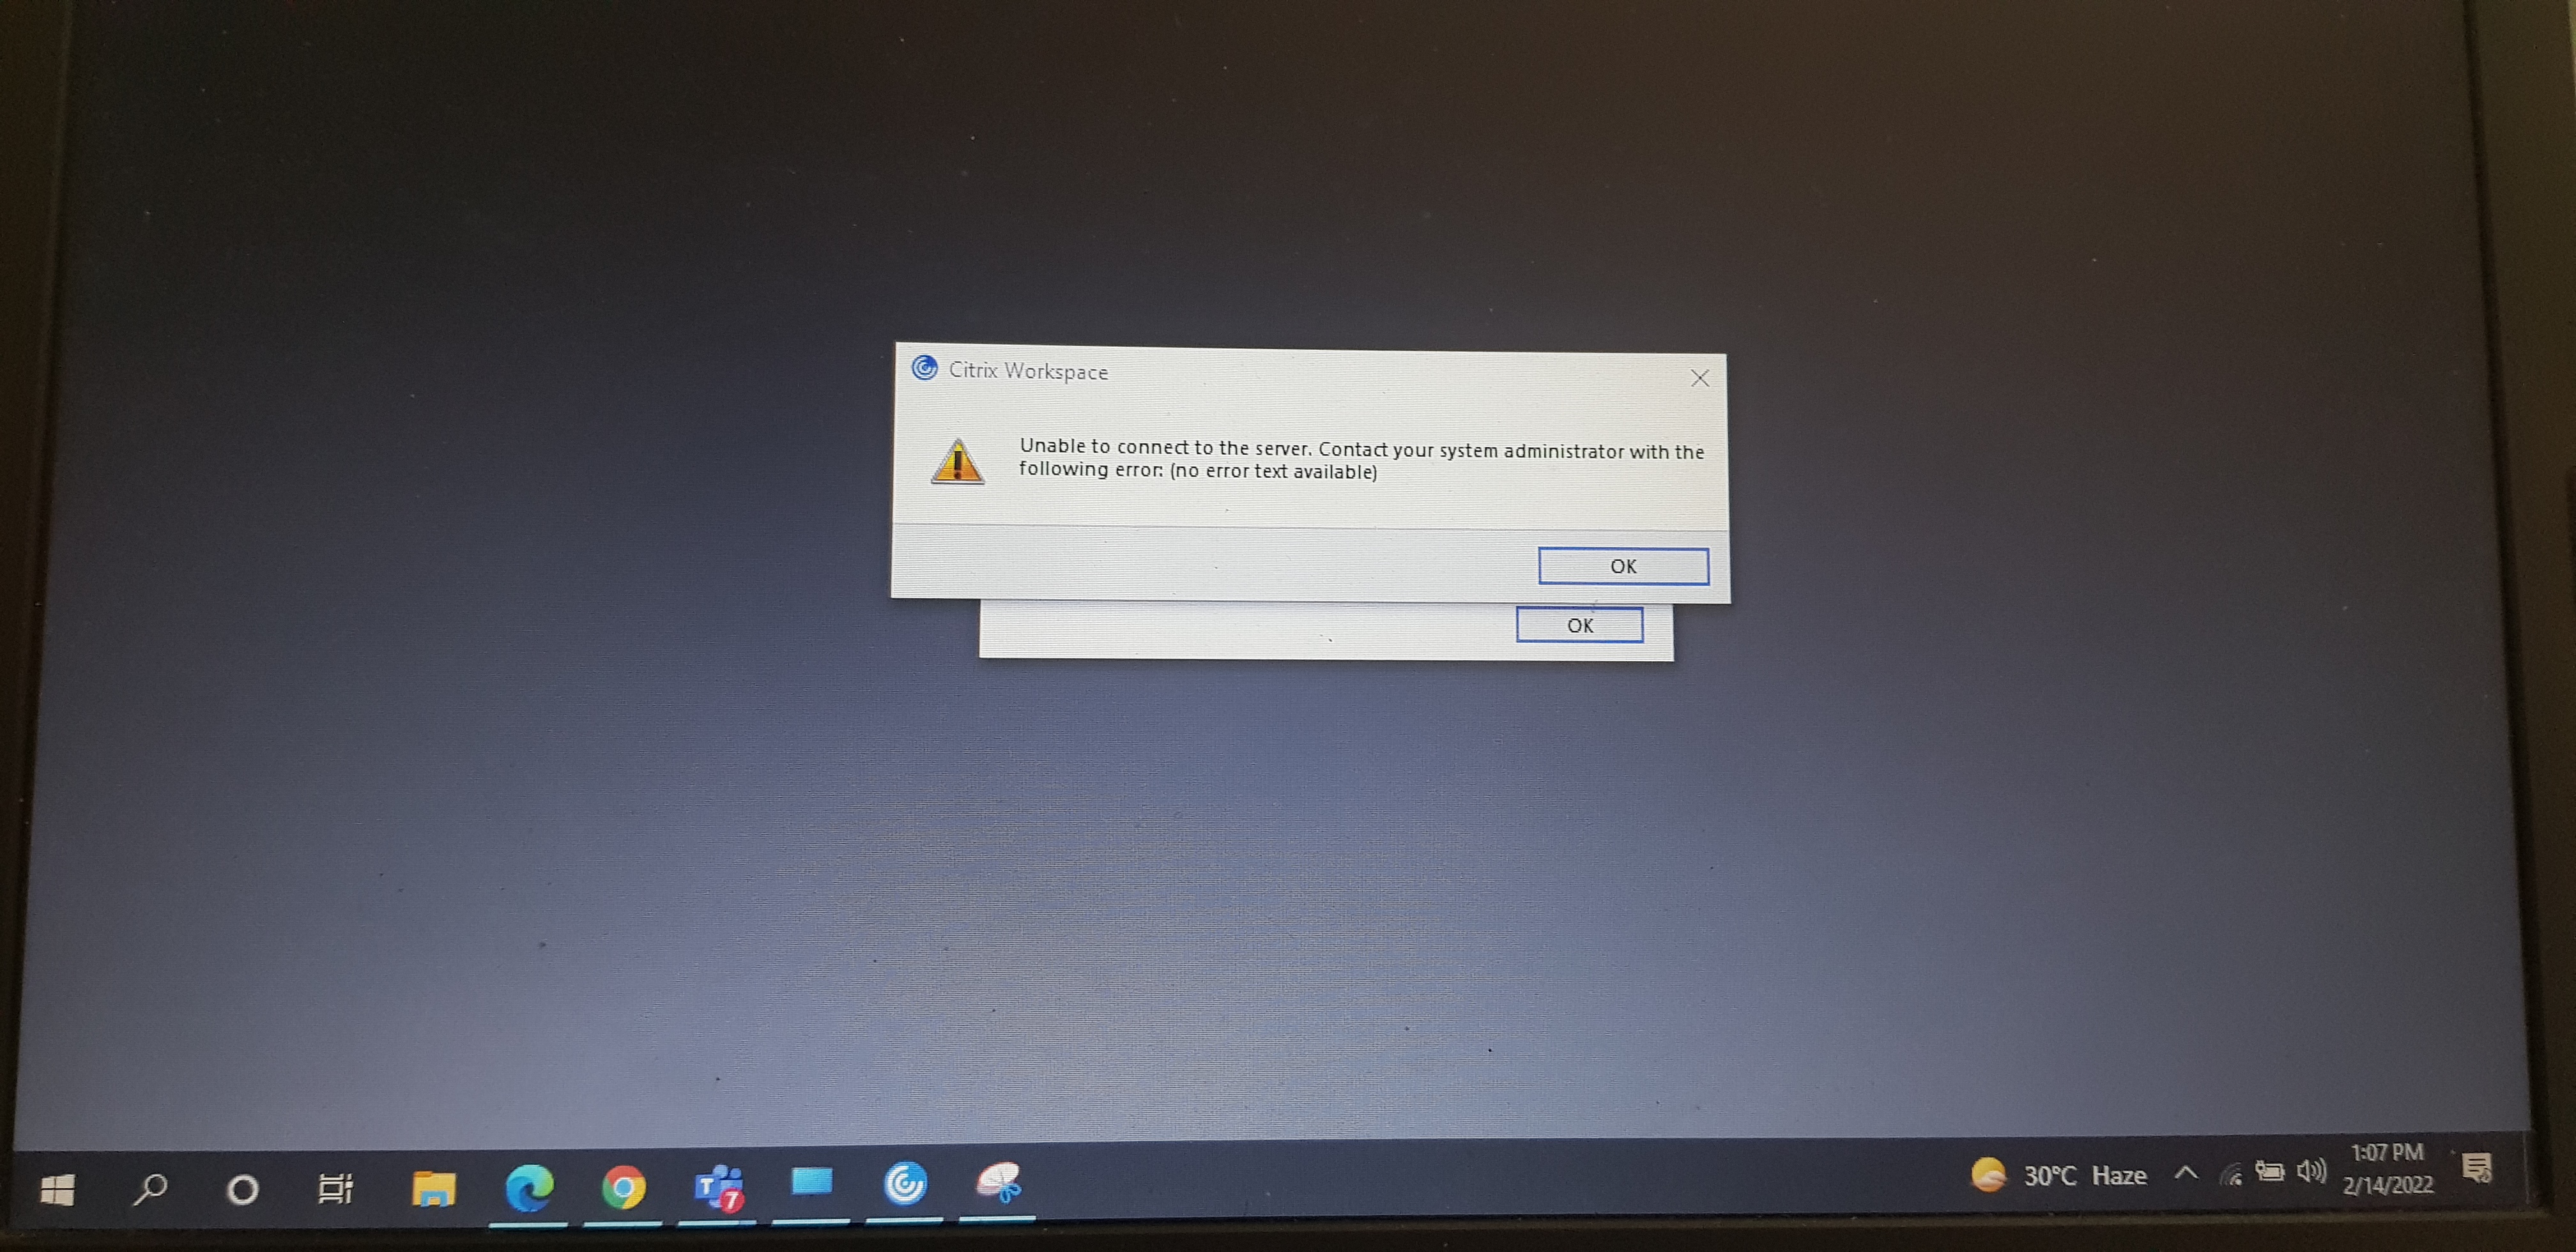 Citrix Workspace
Unable to connect to the server. Contact your system administrator with the
following error: (no error text available)
OK
OK
T
7
30°C Haze
1:07 PM
2/14/2022